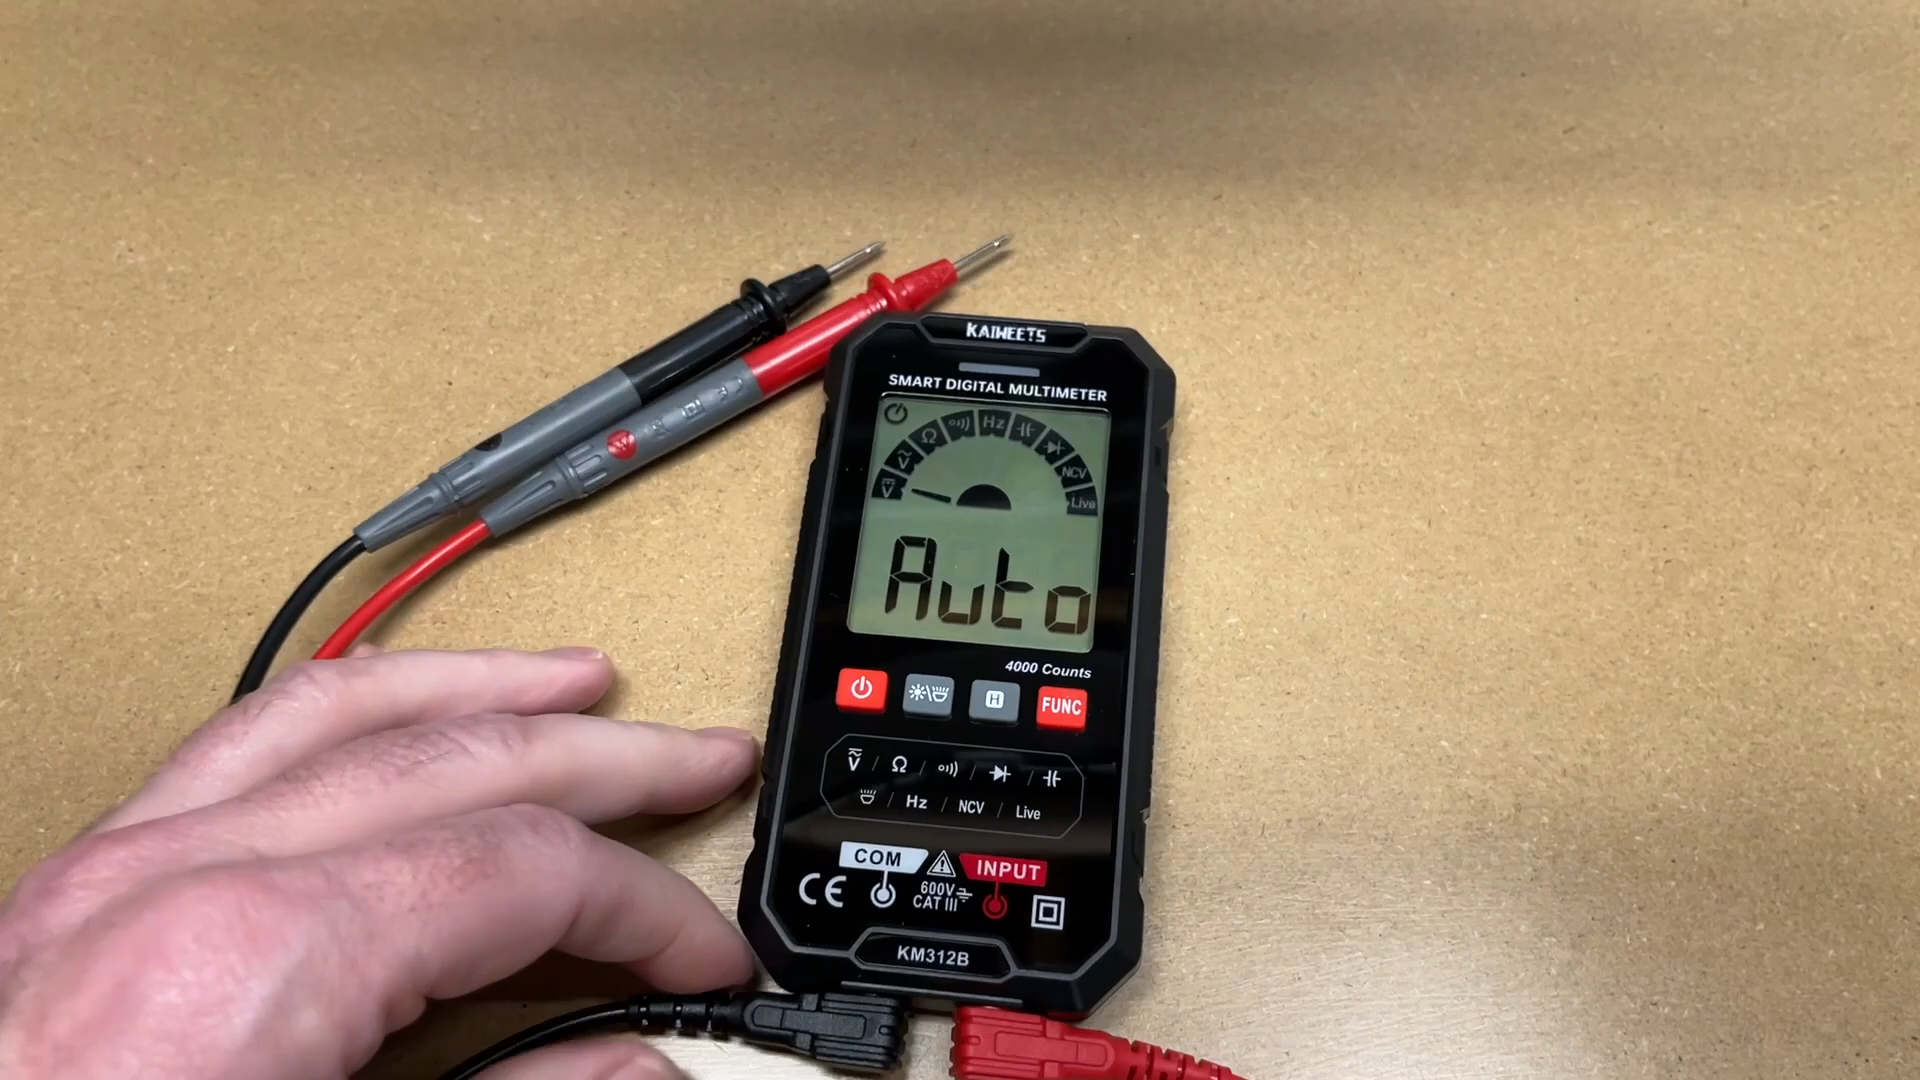 KAIWEETS
SMART DIGITAL MULTIMETER
V V Ω Hz NCV Live
Auto
4000 Counts
H FUNC
V / Ω / / /
/ Hz / NCV / Live
COM INPUT
CE 600V
CAT III
KM312B